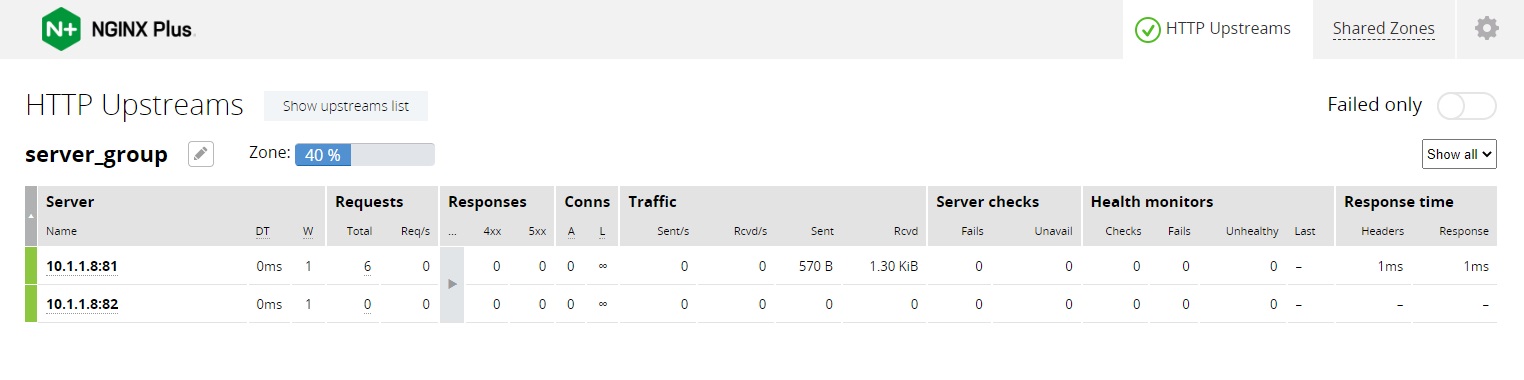 N+ NGINX Plus HTTP Upstreams Shared Zones
HTTP Upstreams Show upstreams list Failed only
server_group Zone: 40 % Show all
Server Requests Responses Conns Traffic Server checks Health monitors Response time
Name DT W Total Req/s ... 4xx 5xx A L Sent/s Rcvd/s Sent Rcvd Fails Unavail Checks Fails Unhealthy Last Headers Response
10.1.1.8:81 0ms 1 6 0 0 0 0 ∞ 0 0 570 B 1.30 KiB 0 0 0 0 0 – 1ms 1ms
10.1.1.8:82 0ms 1 0 0 0 0 0 ∞ 0 0 0 0 0 0 0 0 0 – – –